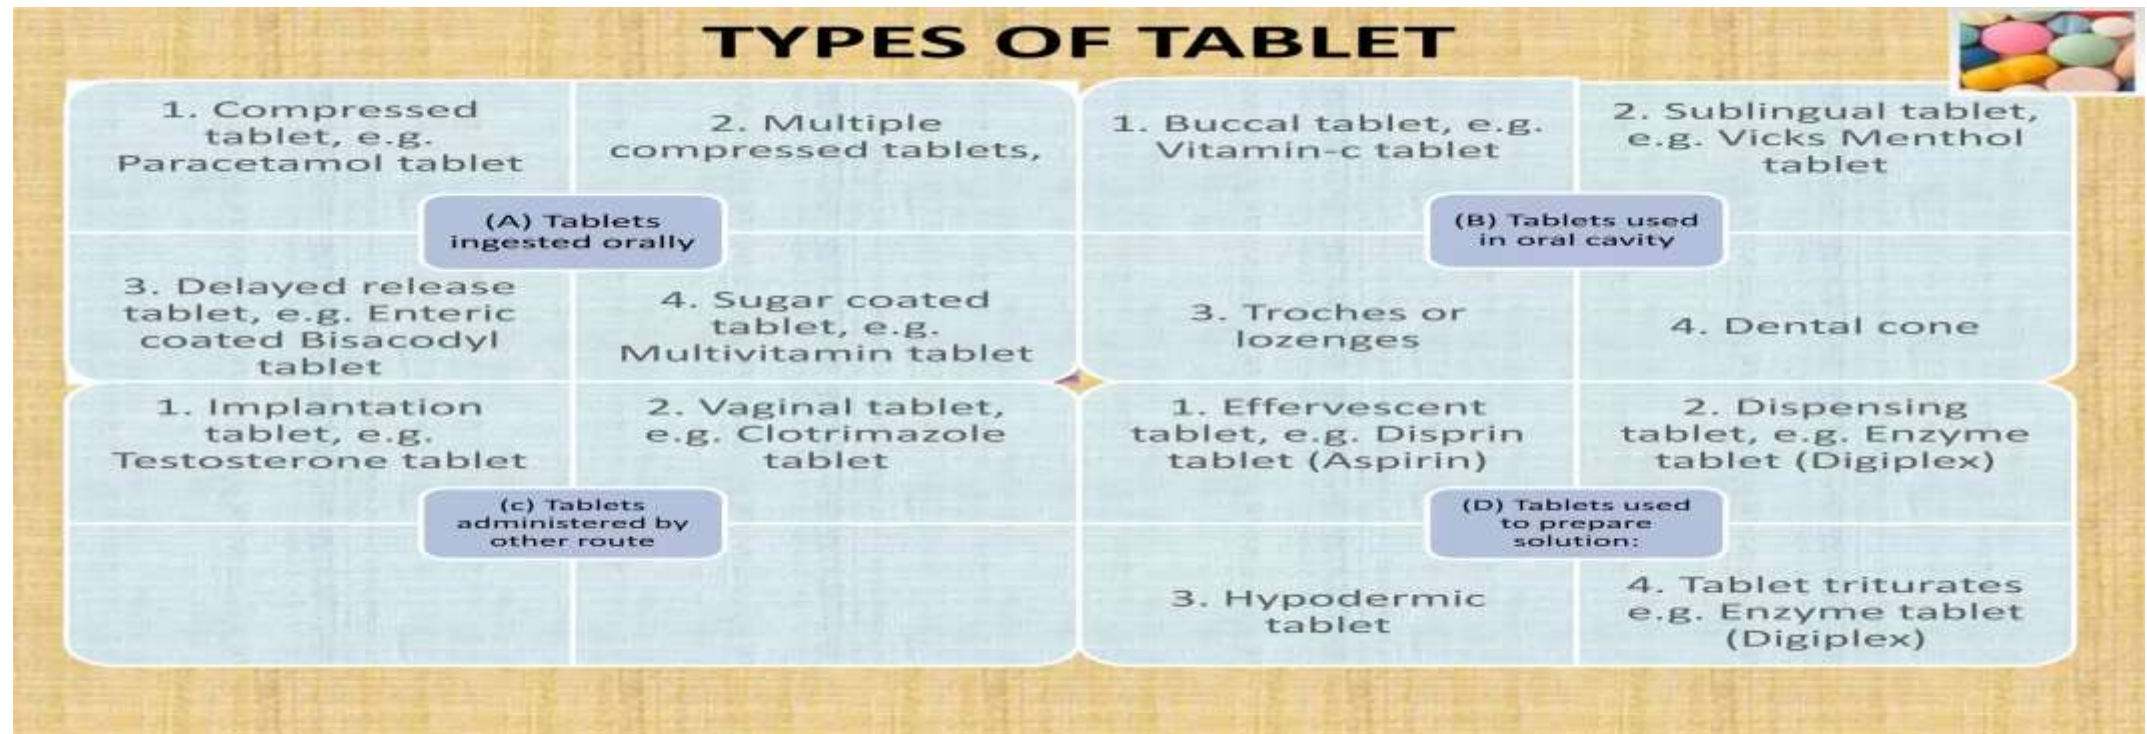 TYPES OF TABLET
1. Compressed
tablet, e.g.
Paracetamol tablet
2. Multiple
compressed tablets,
(A) Tablets
ingested orally
3. Delayed release
tablet, e.g. Enteric
coated Bisacodyl
tablet
4. Sugar coated
tablet, e.g.
Multivitamin tablet
1. Buccal tablet, e.g.
Vitamin-c tablet
2. Sublingual tablet,
e.g. Vicks Menthol
tablet
(B) Tablets used
in oral cavity
3. Troches or
lozenges
4. Dental cone
1. Implantation
tablet, e.g.
Testosterone tablet
2. Vaginal tablet,
e.g. Clotrimazole
tablet
(c) Tablets
administered by
other route
1. Effervescent
tablet, e.g. Disprin
tablet (Aspirin)
2. Dispensing
tablet, e.g. Enzyme
tablet (Digiplex)
(D) Tablets used
to prepare
solution:
3. Hypodermic
tablet
4. Tablet triturates
e.g. Enzyme tablet
(Digiplex)